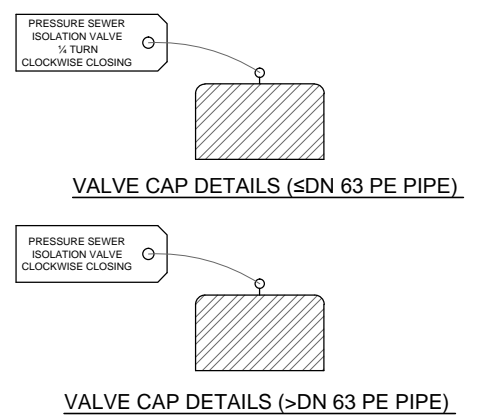 PRESSURE SEWER
ISOLATION VALVE
¼ TURN
CLOCKWISE CLOSING
VALVE CAP DETAILS (≤DN 63 PE PIPE)
PRESSURE SEWER
ISOLATION VALVE
CLOCKWISE CLOSING
VALVE CAP DETAILS (>DN 63 PE PIPE)